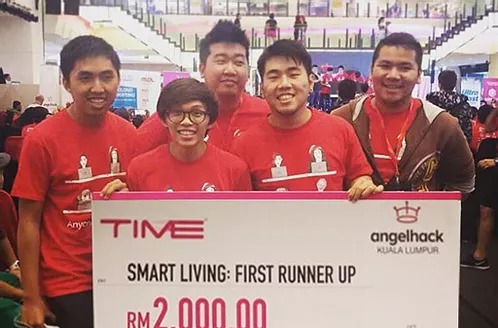 TIME
angelhack
KUALA LUMPUR
SMART LIVING: FIRST RUNNER UP
RM 2,000.00